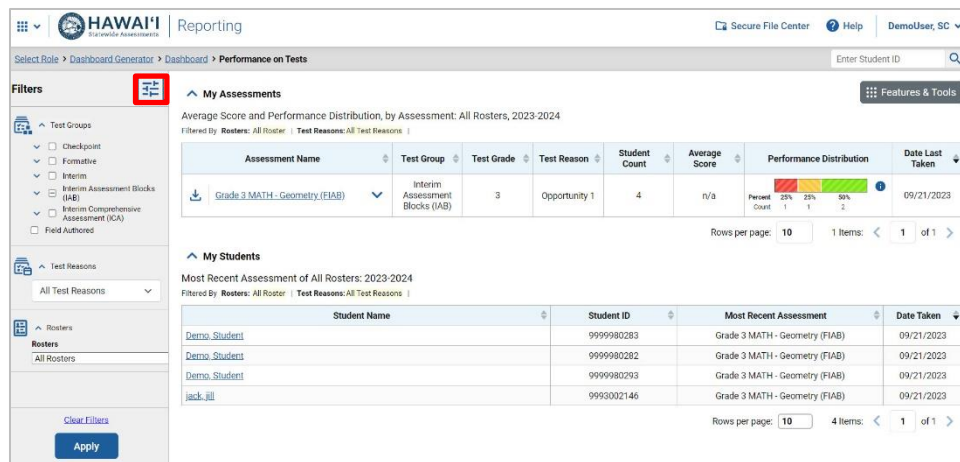 HAWAI'I
Statewide Assessments
Reporting
Secure File Center
Help
DemoUser, SC
Select Role > Dashboard Generator > Dashboard > Performance on Tests
Enter Student ID
Filters
Test Groups
Checkpoint
Formative
Interim
Interim Assessment Blocks
(IAB)
Interim Comprehensive
Assessment (ICA)
Field Authored
Test Reasons
All Test Reasons
Rosters
Rosters
All Rosters
Clear Filters
Apply
My Assessments
Features & Tools
Average Score and Performance Distribution, by Assessment: All Rosters, 2023-2024
Filtered By Rosters: All Roster | Test Reasons: All Test Reasons |
Assessment Name Test Group Test Grade Test Reason Student Count Average Score Performance Distribution Date Last Taken
Grade 3 MATH - Geometry (FIAB) Interim Assessment Blocks (IAB) 3 Opportunity 1 4 n/a 09/21/2023
Percent 25% 25% 50%
Count 1 1 2
Rows per page: 10 1 Items: 1 of 1
My Students
Most Recent Assessment of All Rosters: 2023-2024
Filtered By Rosters: All Roster | Test Reasons: All Test Reasons |
Student Name Student ID Most Recent Assessment Date Taken
Demo, Student 9999980283 Grade 3 MATH - Geometry (FIAB) 09/21/2023
Demo, Student 9999980282 Grade 3 MATH - Geometry (FIAB) 09/21/2023
Demo, Student 9999980293 Grade 3 MATH - Geometry (FIAB) 09/21/2023
jack, jill 9993002146 Grade 3 MATH - Geometry (FIAB) 09/21/2023
Rows per page: 10 4 Items: 1 of 1